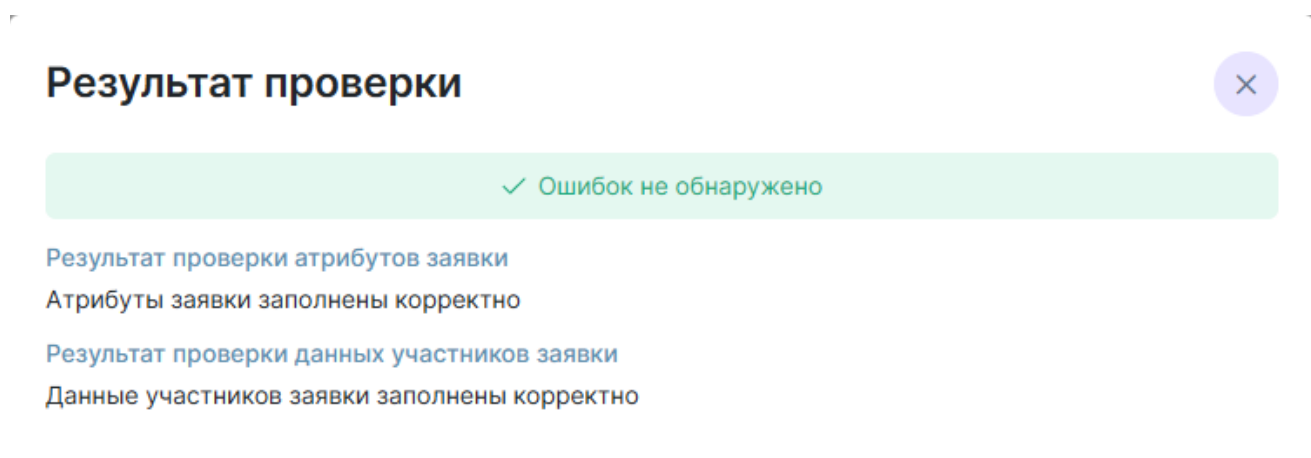 Результат проверки
Ошибок не обнаружено
Результат проверки атрибутов заявки
Атрибуты заявки заполнены корректно
Результат проверки данных участников заявки
Данные участников заявки заполнены корректно